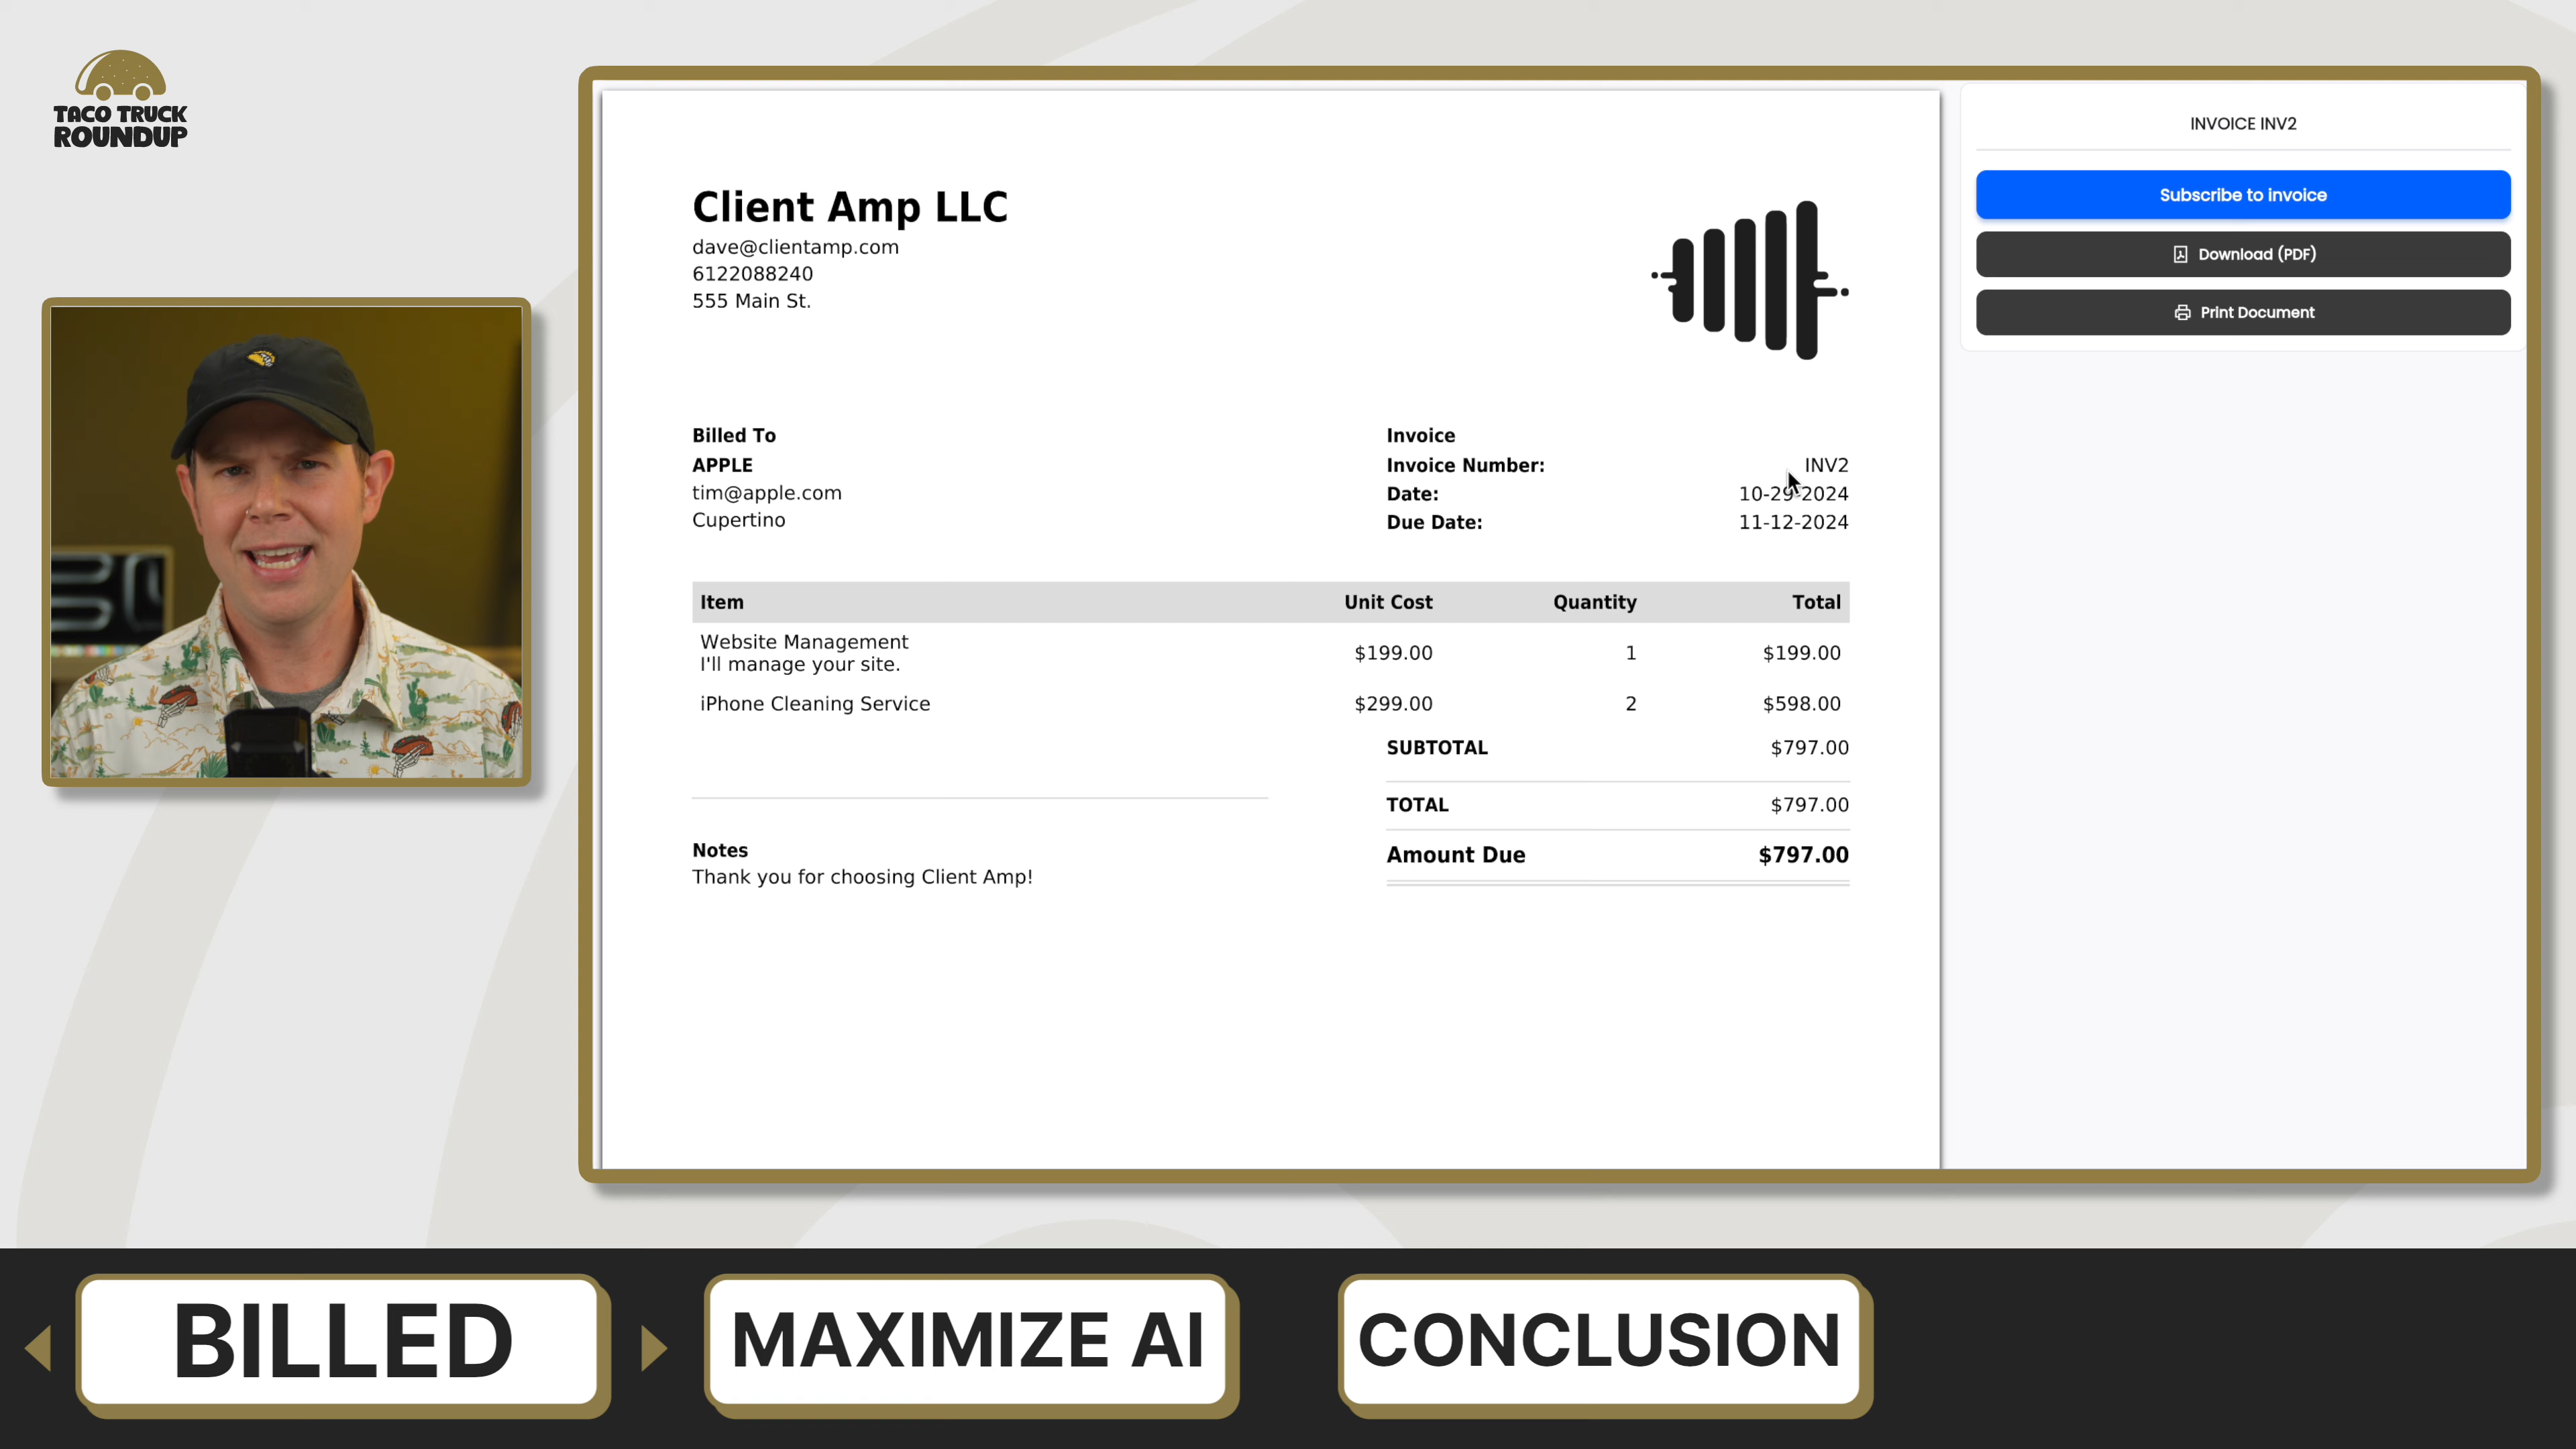 TACO TRUCK
ROUNDUP
Client Amp LLC
dave@clientamp.com
6122088240
555 Main St.
Billed To
APPLE
tim@apple.com
Cupertino
Invoice
Invoice Number: INV2
Date: 10-29-2024
Due Date: 11-12-2024
Item Unit Cost Quantity Total
Website Management
I'll manage your site.
$199.00 1 $199.00
iPhone Cleaning Service $299.00 2 $598.00
SUBTOTAL $797.00
TOTAL $797.00
Amount Due $797.00
Notes
Thank you for choosing Client Amp!
INVOICE INV2
Subscribe to invoice
Download (PDF)
Print Document
BILLED
MAXIMIZE AI
CONCLUSION